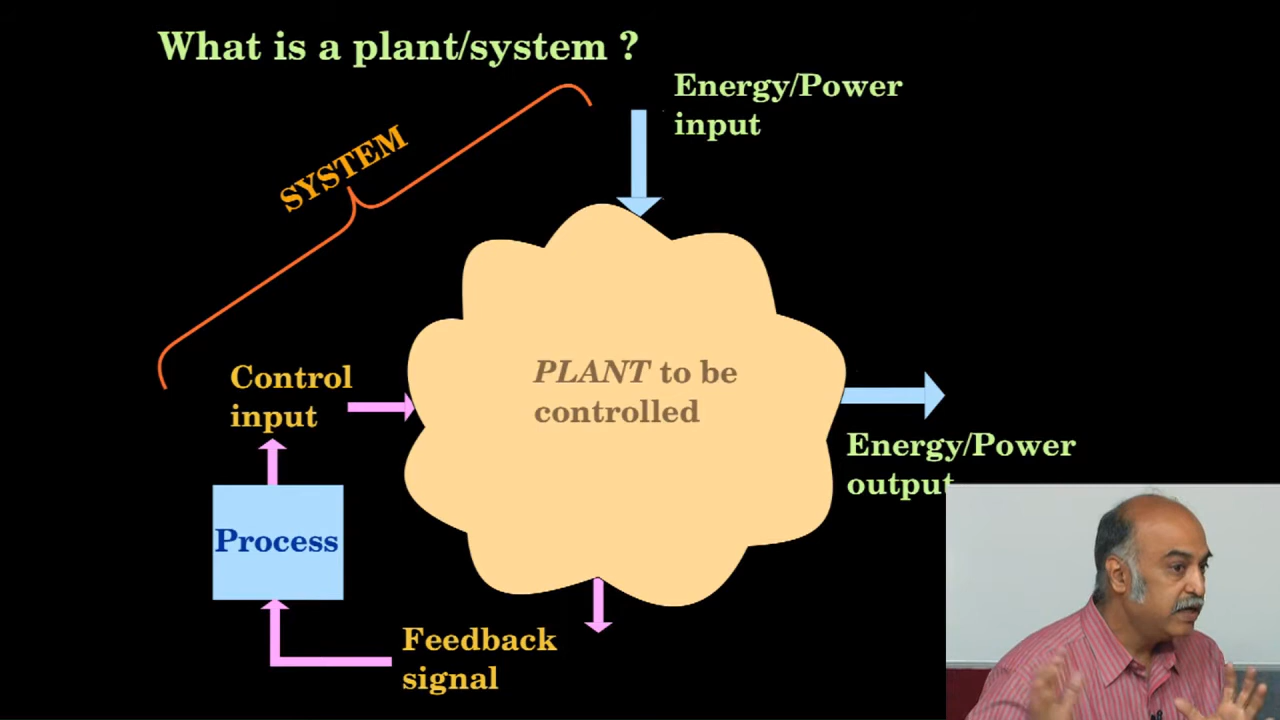 What is a plant/system ?
Energy/Power
input
SYSTEM
PLANT to be
controlled
Control
input
Energy/Power
output
Process
Feedback
signal